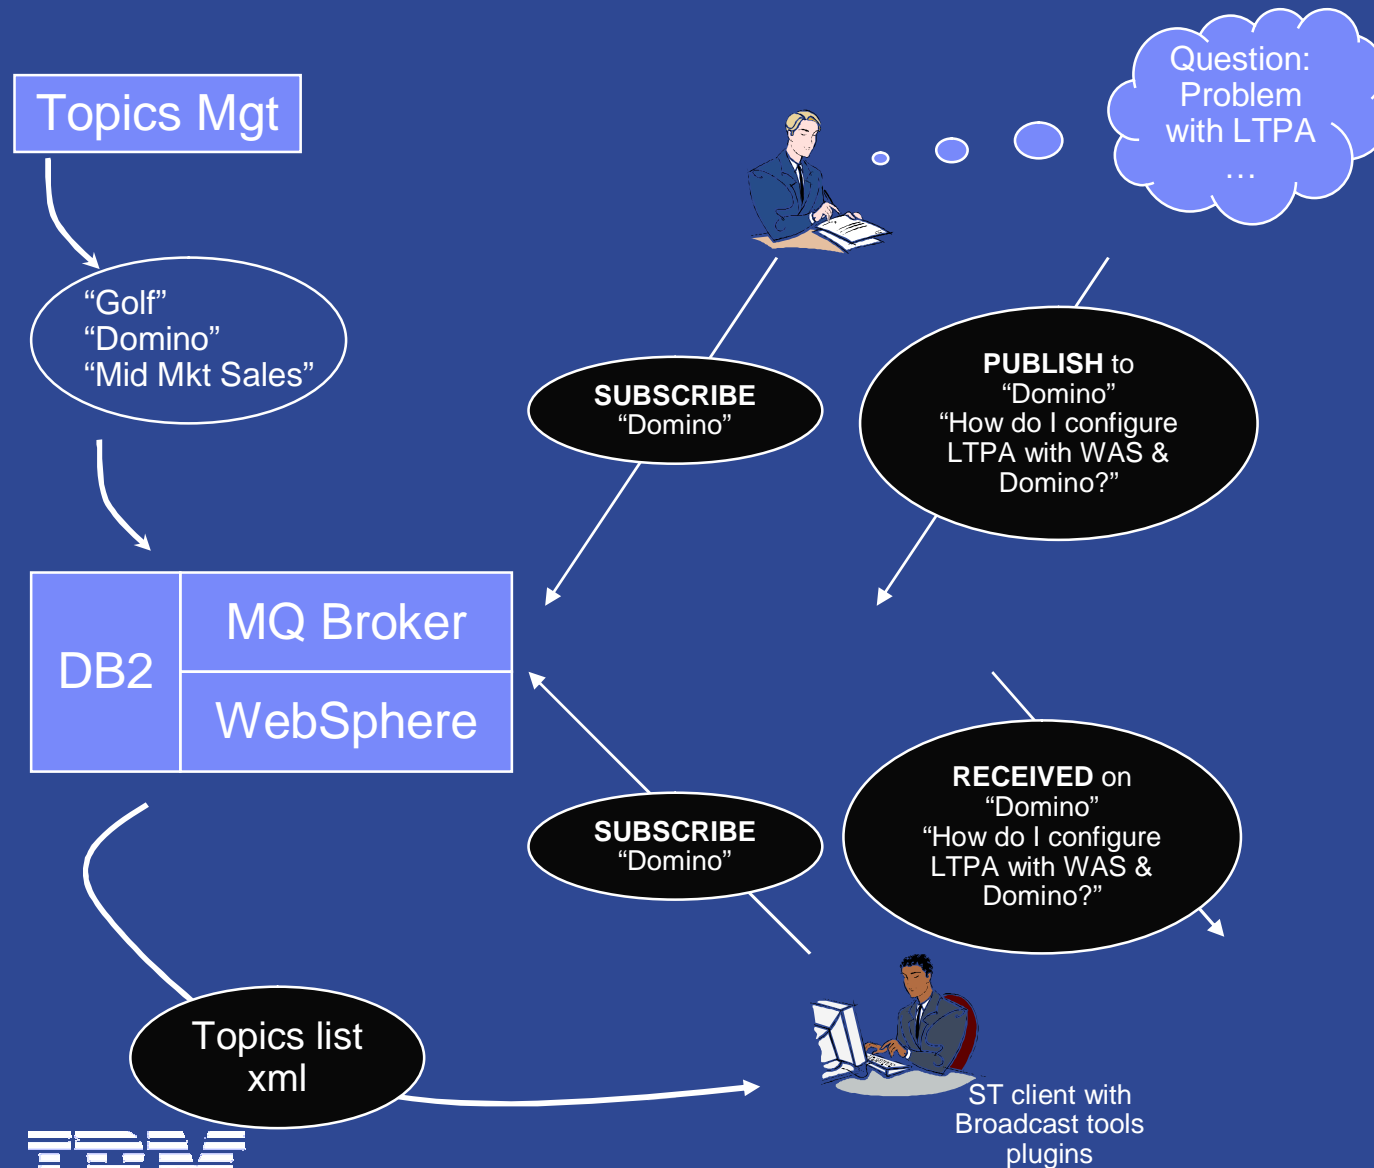 Topics Mgt
Question:
Problem
with LTPA
…
“Golf”
“Domino”
“Mid Mkt Sales”
SUBSCRIBE
“Domino”
PUBLISH to
“Domino”
“How do I configure
LTPA with WAS &
Domino?”
DB2
MQ Broker
WebSphere
SUBSCRIBE
“Domino”
RECEIVED on
“Domino”
“How do I configure
LTPA with WAS &
Domino?”
Topics list
xml
ST client with
Broadcast tools
plugins
IBM